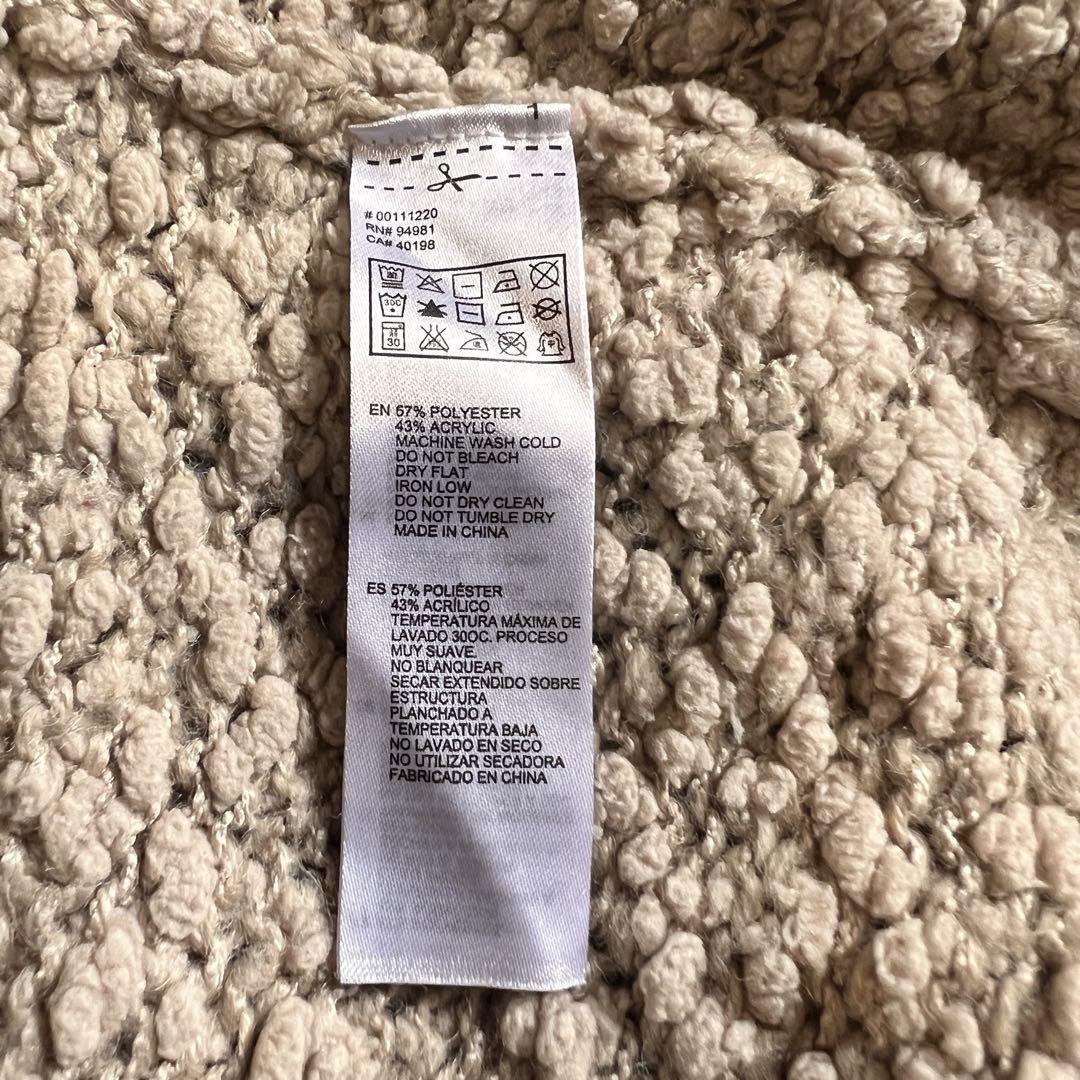 1
# 00111220
RN# 94981
CA# 40198
30C
AT
30
EN 57% POLYESTER
43% ACRYLIC
MACHINE WASH COLD
DO NOT BLEACH
DRY FLAT
IRON LOW
DO NOT DRY CLEAN
DO NOT TUMBLE DRY
MADE IN CHINA
ES 57% POLIÉSTER
43% ACRÍLICO
TEMPERATURA MÁXIMA DE
LAVADO 30OC. PROCESO
MUY SUAVE.
NO BLANQUEAR
SECAR EXTENDIDO SOBRE
ESTRUCTURA
PLANCHADO A
TEMPERATURA BAJA
NO LAVADO EN SECO
NO UTILIZAR SECADORA
FABRICADO EN CHINA